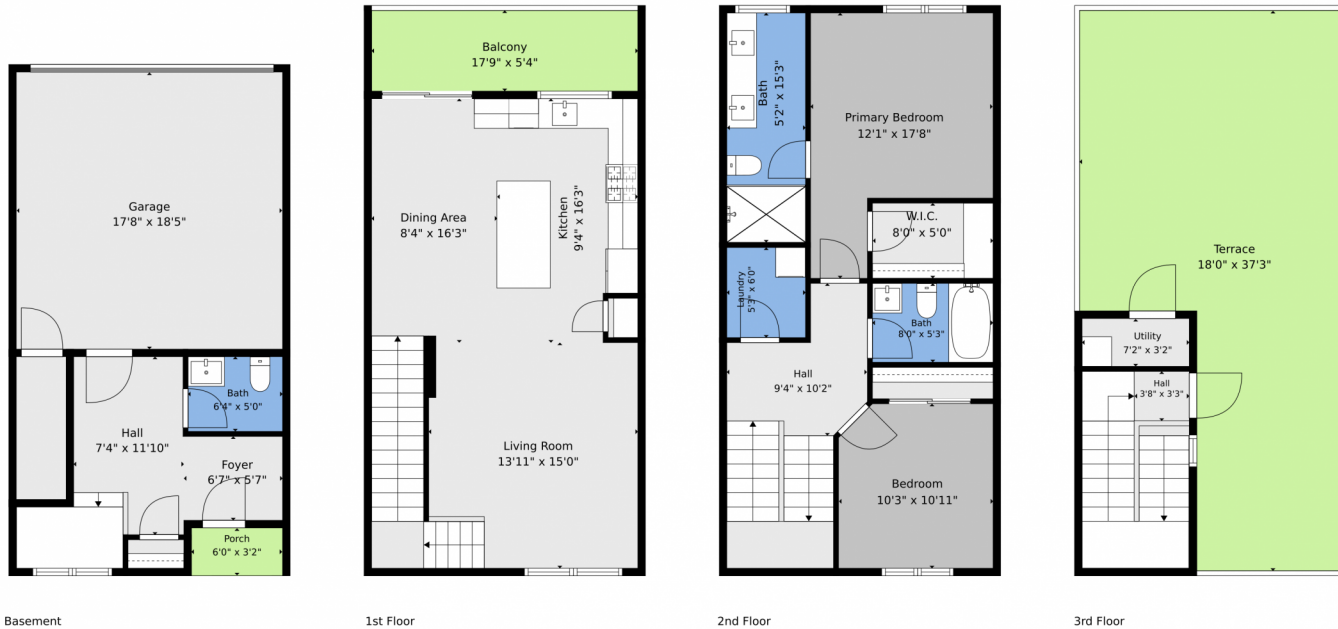 Garage
17'8" x 18'5"
Bath
6'4" x 5'0"
Hall
7'4" x 11'10"
Foyer
6'7" x 5'7"
Porch
6'0" x 3'2"
Basement
Balcony
17'9" x 5'4"
Dining Area
8'4" x 16'3"
Kitchen
9'4" x 16'3"
Living Room
13'11" x 15'0"
1st Floor
Bath
5'2" x 15'3"
Primary Bedroom
12'1" x 17'8"
W.I.C.
8'0" x 5'0"
Laundry
5'3" x 6'0"
Bath
8'0" x 5'3"
Hall
9'4" x 10'2"
Bedroom
10'3" x 10'11"
2nd Floor
Terrace
18'0" x 37'3"
Utility
7'2" x 3'2"
Hall
3'8" x 3'3"
3rd Floor